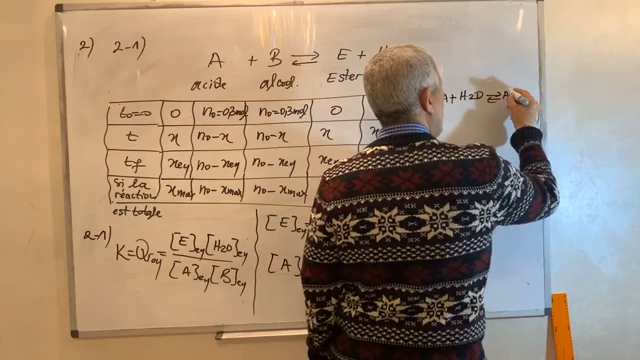 2) 2-1)
A + B ⇌ E + H
acide alcool Ester
t0=0 0 n0=0,3mol n0=0,3mol 0
t x n0-x n0-x x x
tf xeq n0-xeq n0-xeq xe
si la réaction est totale xmax n0-xmax n0-xmax
2-1) K=Qr,eq= [E]eq[H2O]eq / [A]eq[B]eq
[E]
[A]
A+H2O⇌A